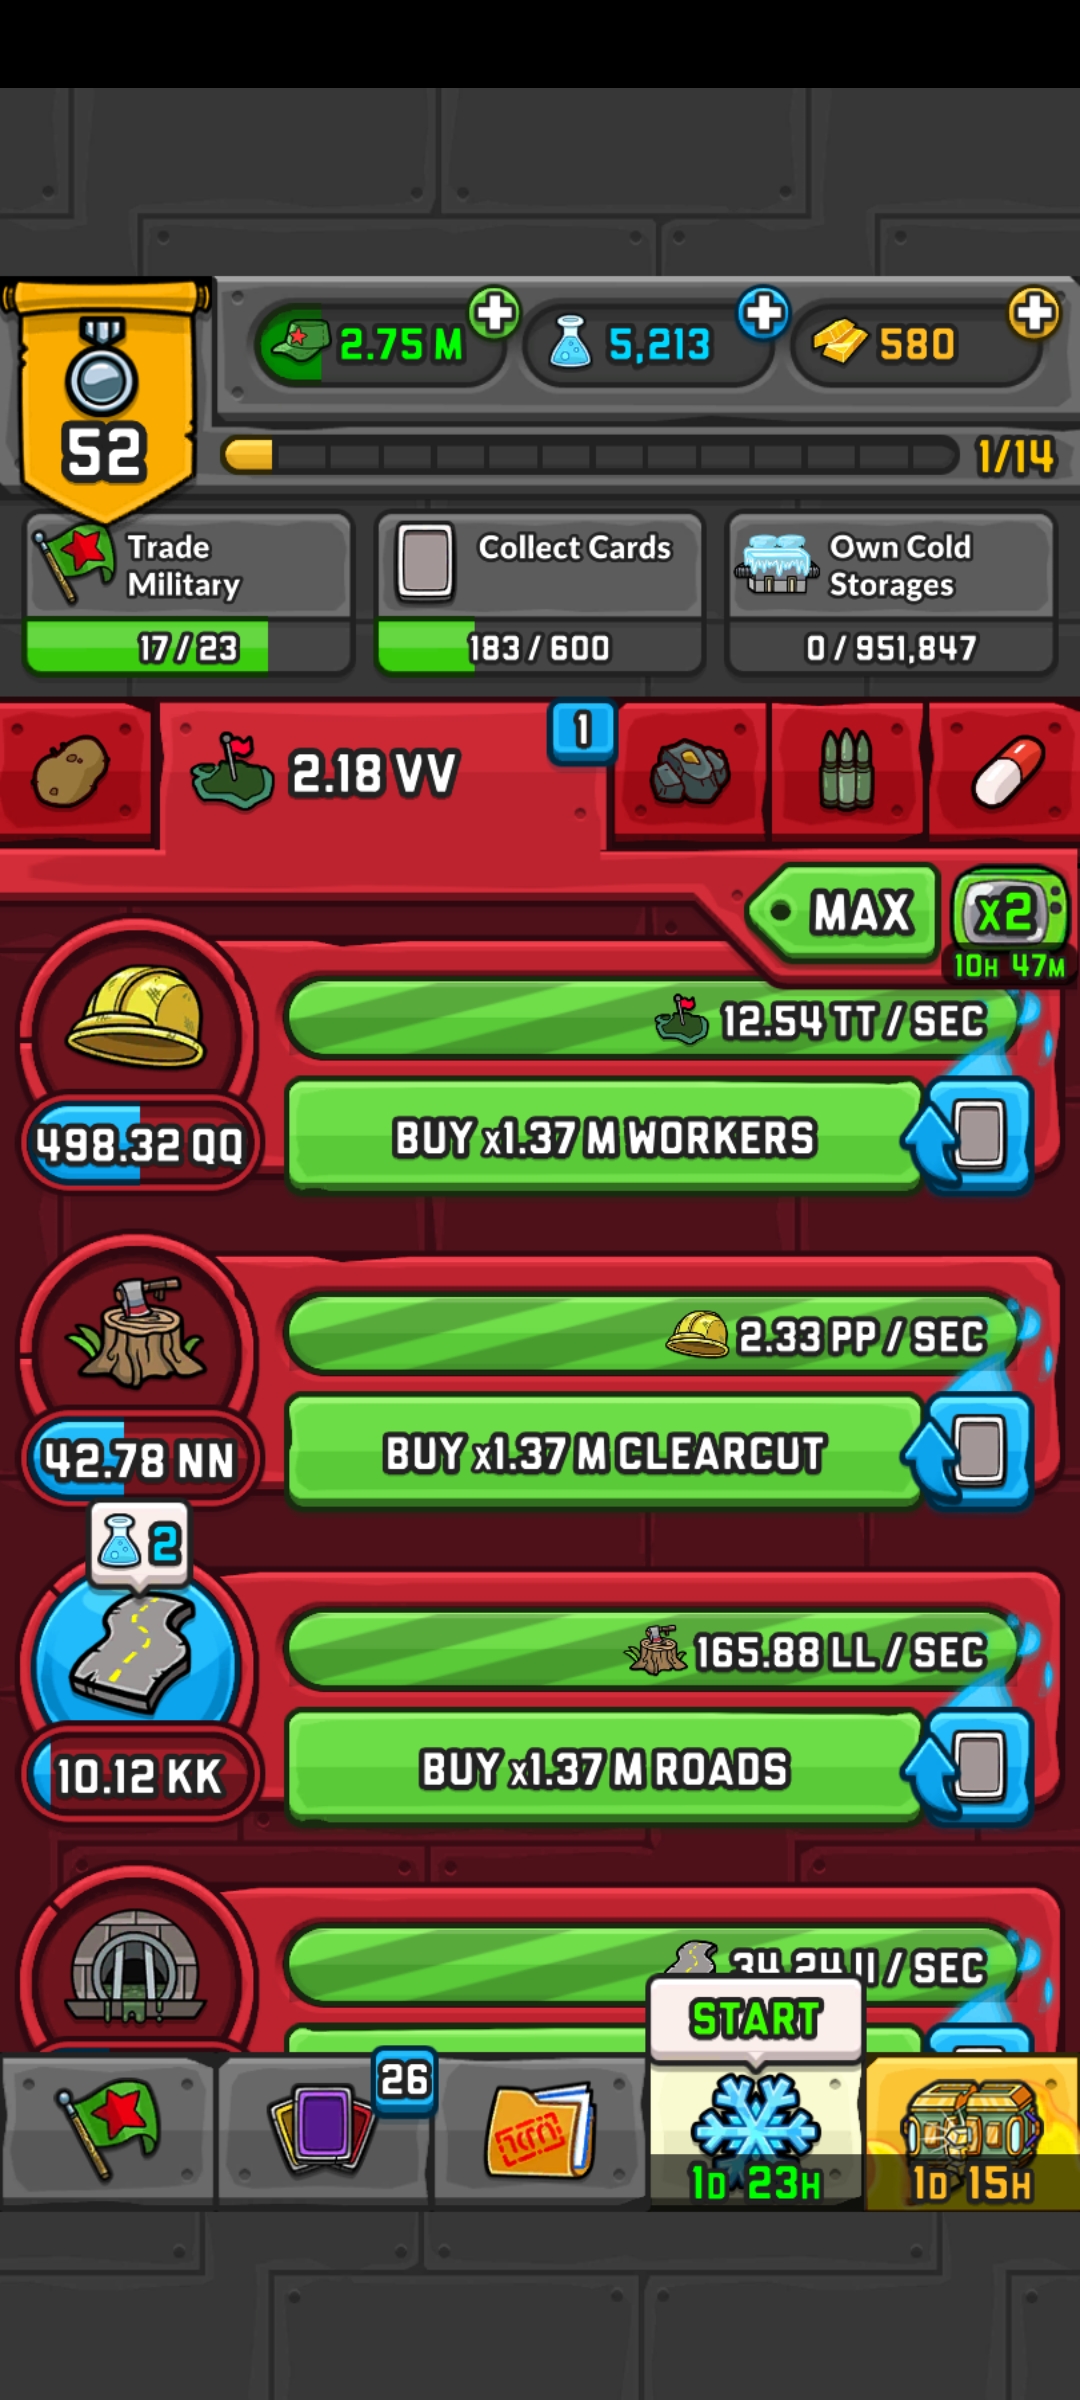 2.75 M
5,213
580
52
1/14
Trade
Military
17/23
Collect Cards
183/600
Own Cold
Storages
0/951,847
2.18 VV
1
MAX
x2
10H 47M
12.54 TT/SEC
498.32 QQ
BUY x1.37 M WORKERS
2.33 PP/SEC
42.78 NN
BUY x1.37 M CLEARCUT
2
165.88 LL/SEC
10.12 KK
BUY x1.37 M ROADS
34.24 JJ/SEC
START
26
1D 23H
1D 15H